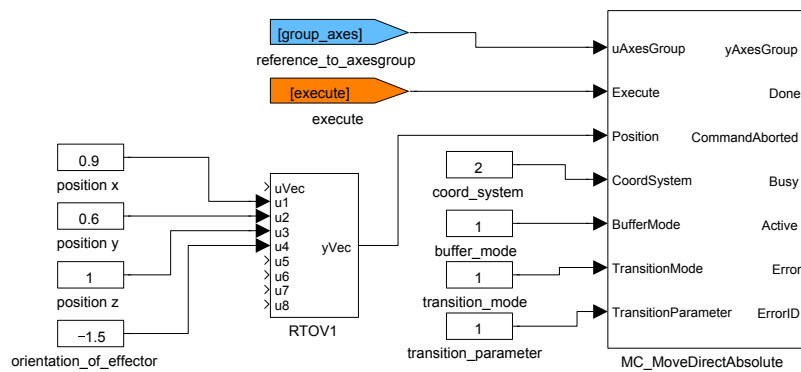 [group_axes]
reference_to_axesgroup
[execute]
execute
0.9
position x
0.6
position y
1
position z
−1.5
orientation_of_effector
uVec
u1
u2
u3
u4
u5
u6
u7
u8
yVec
RTOV1
2
coord_system
1
buffer_mode
1
transition_mode
1
transition_parameter
uAxesGroup
yAxesGroup
Execute
Done
Position
CommandAborted
CoordSystem
Busy
BufferMode
Active
TransitionMode
Error
TransitionParameter
ErrorID
MC_MoveDirectAbsolute